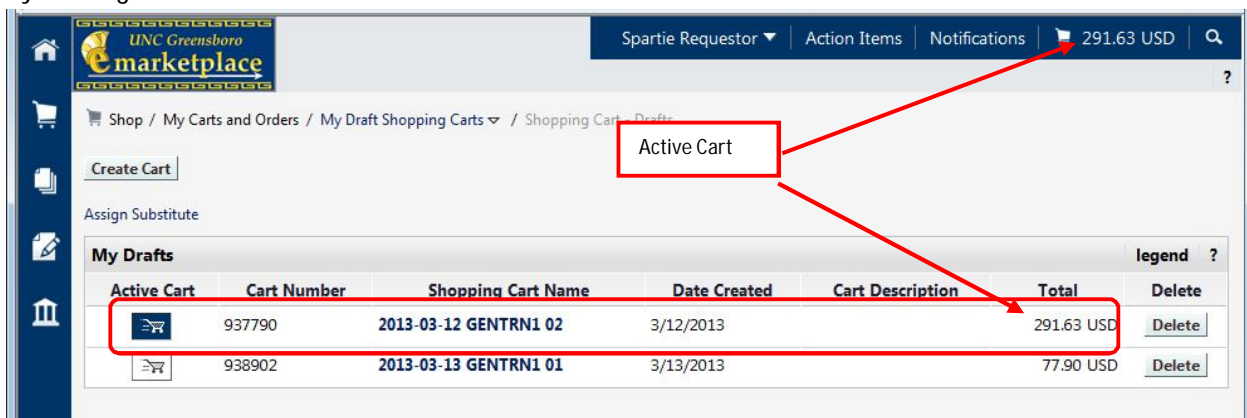 UNC Greensboro
Spartie Requestor ▼ | Action Items | Notifications | 291.63 USD
emarketplace
?
Shop / My Carts and Orders / My Draft Shopping Carts ▽ / Shopping Cart - Drafts
Active Cart
Create Cart
Assign Substitute
My Drafts legend ?
Active Cart Cart Number Shopping Cart Name Date Created Cart Description Total Delete
937790 2013-03-12 GENTRN1 02 3/12/2013 291.63 USD Delete
938902 2013-03-13 GENTRN1 01 3/13/2013 77.90 USD Delete